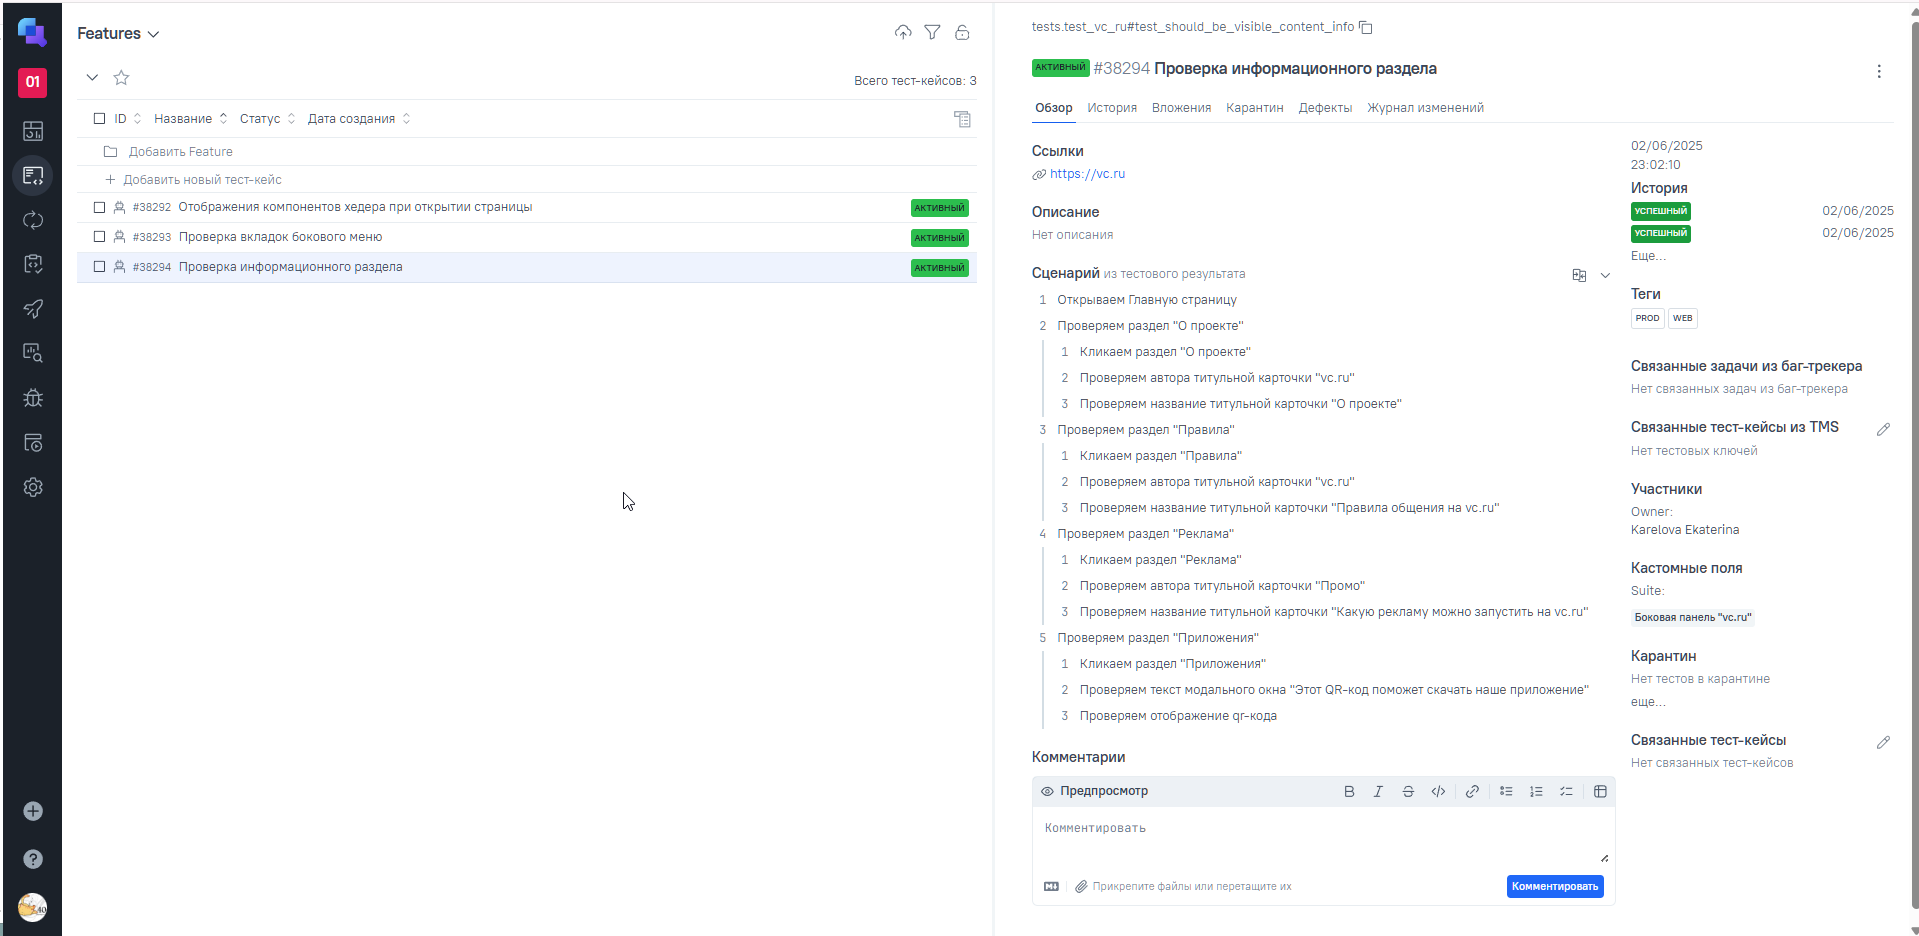 01
Features
Всего тест-кейсов: 3
ID Название Статус Дата создания
Добавить Feature
Добавить новый тест-кейс
#38292 Отображения компонентов хедера при открытии страницы АКТИВНЫЙ
#38293 Проверка вкладок бокового меню АКТИВНЫЙ
#38294 Проверка информационного раздела АКТИВНЫЙ
tests.test_vc_ru#test_should_be_visible_content_info
АКТИВНЫЙ #38294 Проверка информационного раздела
Обзор История Вложения Карантин Дефекты Журнал изменений
Ссылки
https://vc.ru
Описание
Нет описания
Сценарий из тестового результата
1 Открываем Главную страницу
2 Проверяем раздел "О проекте"
1 Кликаем раздел "О проекте"
2 Проверяем автора титульной карточки "vc.ru"
3 Проверяем название титульной карточки "О проекте"
3 Проверяем раздел "Правила"
1 Кликаем раздел "Правила"
2 Проверяем автора титульной карточки "vc.ru"
3 Проверяем название титульной карточки "Правила общения на vc.ru"
4 Проверяем раздел "Реклама"
1 Кликаем раздел "Реклама"
2 Проверяем автора титульной карточки "Промо"
3 Проверяем название титульной карточки "Какую рекламу можно запустить на vc.ru"
5 Проверяем раздел "Приложения"
1 Кликаем раздел "Приложения"
2 Проверяем текст модального окна "Этот QR-код поможет скачать наше приложение"
3 Проверяем отображение qr-кода
Комментарии
Предпросмотр
Комментировать
Прикрепите файлы или перетащите их
Комментировать
02/06/2025
23:02:10
История
УСПЕШНЫЙ 02/06/2025
УСПЕШНЫЙ 02/06/2025
Еще...
Теги
PROD WEB
Связанные задачи из баг-трекера
Нет связанных задач из баг-трекера
Связанные тест-кейсы из TMS
Нет тестовых ключей
Участники
Owner:
Karelova Ekaterina
Кастомные поля
Suite:
Боковая панель "vc.ru"
Карантин
Нет тестов в карантине
еще...
Связанные тест-кейсы
Нет связанных тест-кейсов